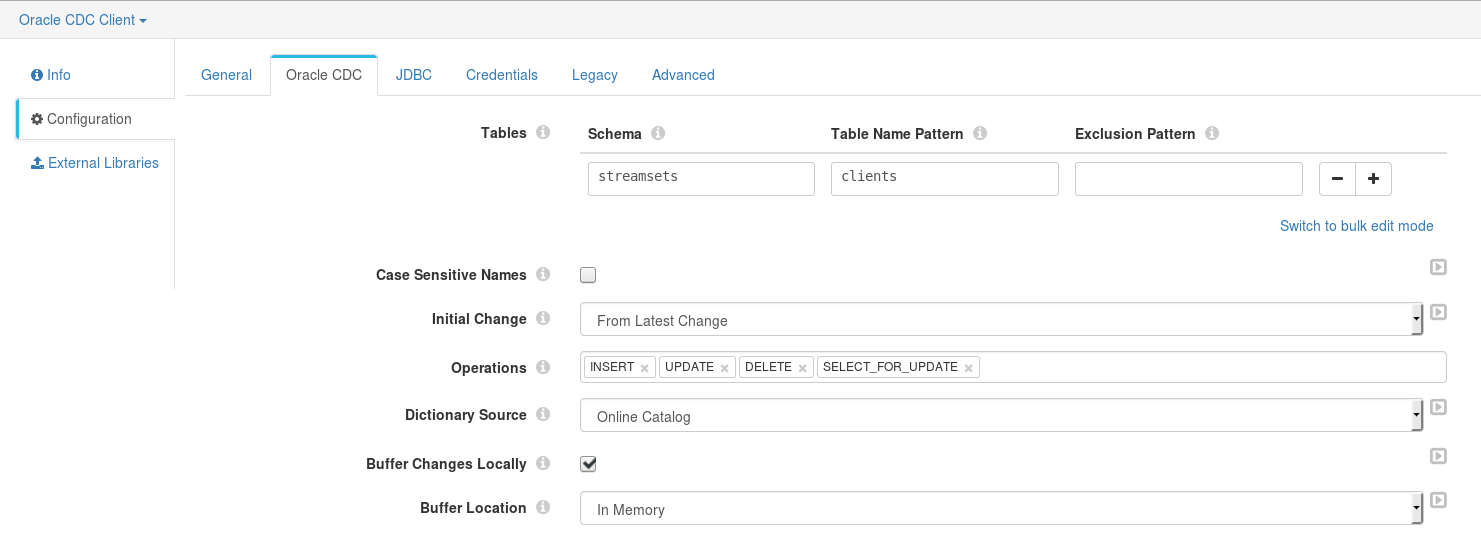 Oracle CDC Client
Info
Configuration
External Libraries
General Oracle CDC JDBC Credentials Legacy Advanced
Tables Schema Table Name Pattern Exclusion Pattern
streamsets clients
Switch to bulk edit mode
Case Sensitive Names
Initial Change From Latest Change
Operations INSERT UPDATE DELETE SELECT_FOR_UPDATE
Dictionary Source Online Catalog
Buffer Changes Locally
Buffer Location In Memory